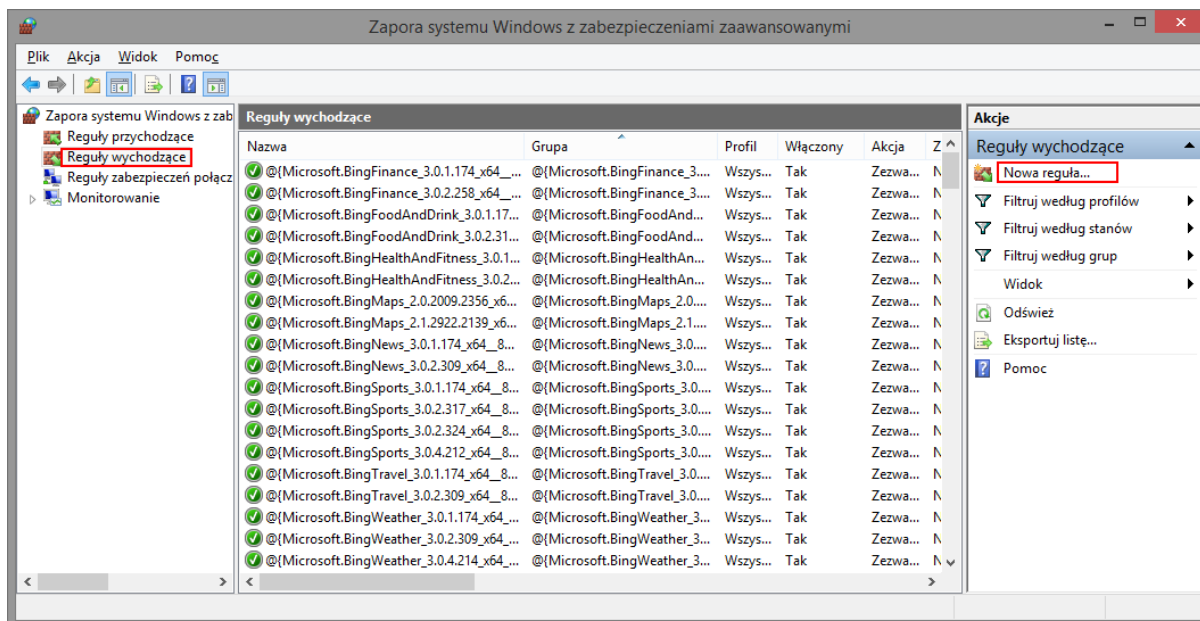 Zapora systemu Windows z zabezpieczeniami zaawansowanymi
Plik Akcja Widok Pomoc
Zapora systemu Windows z zab
Reguły przychodzące
Reguły wychodzące
Reguły zabezpieczeń połącz
Monitorowanie
Reguły wychodzące
Nazwa Grupa Profil Włączony Akcja Z
@{Microsoft.BingFinance_3.0.1.174_x64__... @{Microsoft.BingFinance_3.... Wszys... Tak Zezwa... N
@{Microsoft.BingFinance_3.0.2.258_x64__... @{Microsoft.BingFinance_3.... Wszys... Tak Zezwa... N
@{Microsoft.BingFoodAndDrink_3.0.1.17... @{Microsoft.BingFoodAnd... Wszys... Tak Zezwa... N
@{Microsoft.BingFoodAndDrink_3.0.2.31... @{Microsoft.BingFoodAnd... Wszys... Tak Zezwa... N
@{Microsoft.BingHealthAndFitness_3.0.1... @{Microsoft.BingHealthAn... Wszys... Tak Zezwa... N
@{Microsoft.BingHealthAndFitness_3.0.2... @{Microsoft.BingHealthAn... Wszys... Tak Zezwa... N
@{Microsoft.BingMaps_2.0.2009.2356_x6... @{Microsoft.BingMaps_2.0.... Wszys... Tak Zezwa... N
@{Microsoft.BingMaps_2.1.2922.2139_x6... @{Microsoft.BingMaps_2.1.... Wszys... Tak Zezwa... N
@{Microsoft.BingNews_3.0.1.174_x64__8... @{Microsoft.BingNews_3.0.... Wszys... Tak Zezwa... N
@{Microsoft.BingNews_3.0.2.309_x64__8... @{Microsoft.BingNews_3.0.... Wszys... Tak Zezwa... N
@{Microsoft.BingSports_3.0.1.174_x64__8... @{Microsoft.BingSports_3.0.... Wszys... Tak Zezwa... N
@{Microsoft.BingSports_3.0.2.317_x64__8... @{Microsoft.BingSports_3.0.... Wszys... Tak Zezwa... N
@{Microsoft.BingSports_3.0.2.324_x64__8... @{Microsoft.BingSports_3.0.... Wszys... Tak Zezwa... N
@{Microsoft.BingSports_3.0.4.212_x64__8... @{Microsoft.BingSports_3.0.... Wszys... Tak Zezwa... N
@{Microsoft.BingTravel_3.0.1.174_x64__8... @{Microsoft.BingTravel_3.0.... Wszys... Tak Zezwa... N
@{Microsoft.BingTravel_3.0.2.309_x64__8... @{Microsoft.BingTravel_3.0.... Wszys... Tak Zezwa... N
@{Microsoft.BingWeather_3.0.1.174_x64_... @{Microsoft.BingWeather_3... Wszys... Tak Zezwa... N
@{Microsoft.BingWeather_3.0.2.309_x64_... @{Microsoft.BingWeather_3... Wszys... Tak Zezwa... N
@{Microsoft.BingWeather_3.0.4.214_x64_... @{Microsoft.BingWeather_3... Wszys... Tak Zezwa... N
Akcje
Reguły wychodzące
Nowa reguła...
Filtruj według profilów
Filtruj według stanów
Filtruj według grup
Widok
Odśwież
Eksportuj listę...
Pomoc